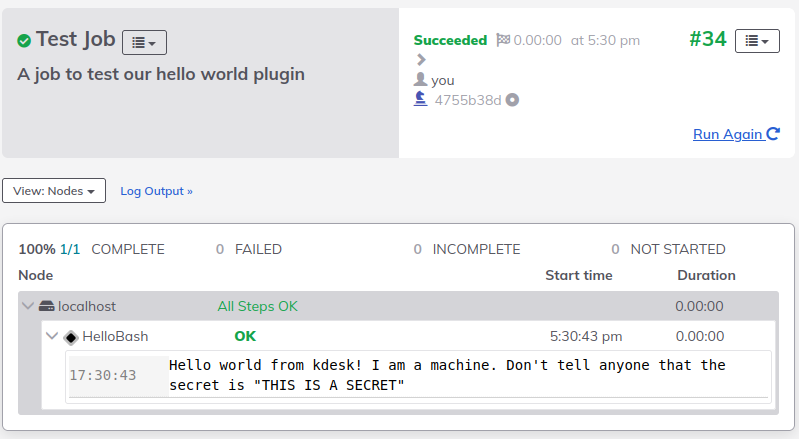 Test Job
A job to test our hello world plugin
Succeeded 0.00:00 at 5:30 pm #34
you
4755b38d
Run Again
View: Nodes Log Output »
100% 1/1 COMPLETE 0 FAILED 0 INCOMPLETE 0 NOT STARTED
Node Start time Duration
localhost All Steps OK 0.00:00
HelloBash OK 5:30:43 pm 0.00:00
17:30:43 Hello world from kdesk! I am a machine. Don't tell anyone that the
secret is "THIS IS A SECRET"